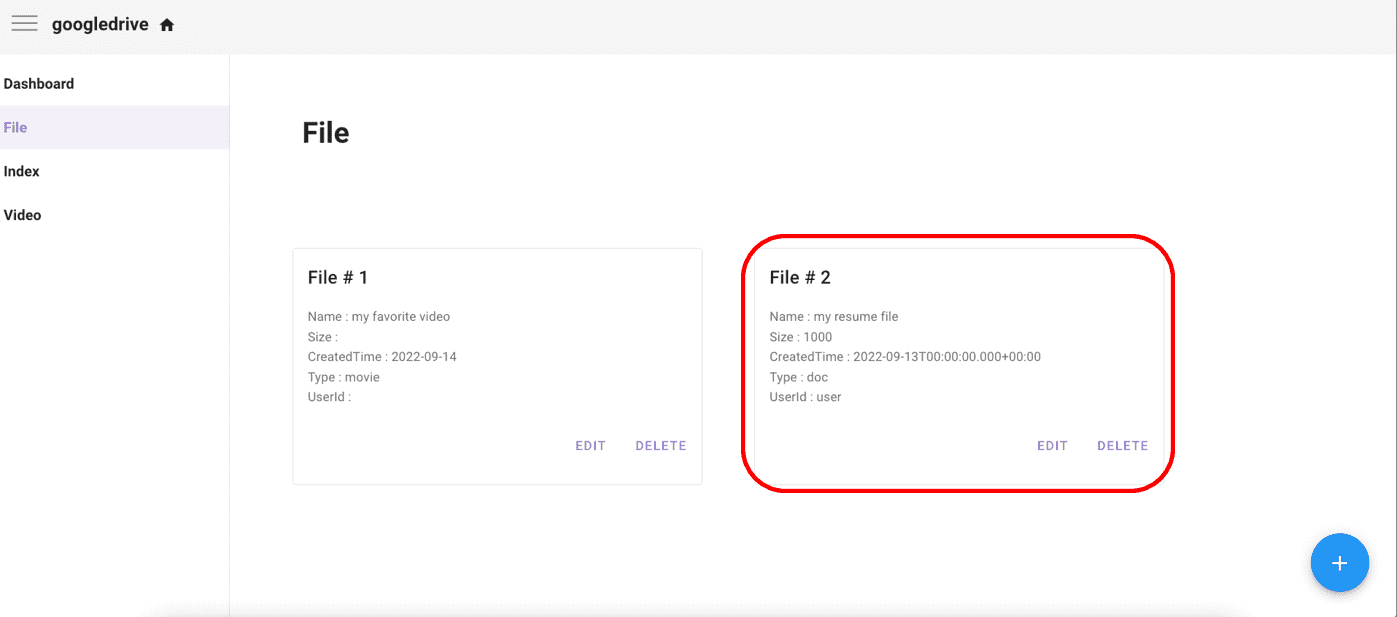 googledrive
Dashboard
File
Index
Video
File
File # 1
Name : my favorite video
Size :
CreatedTime : 2022-09-14
Type : movie
UserId :
EDIT DELETE
File # 2
Name : my resume file
Size : 1000
CreatedTime : 2022-09-13T00:00:00.000+00:00
Type : doc
UserId : user
EDIT DELETE
+